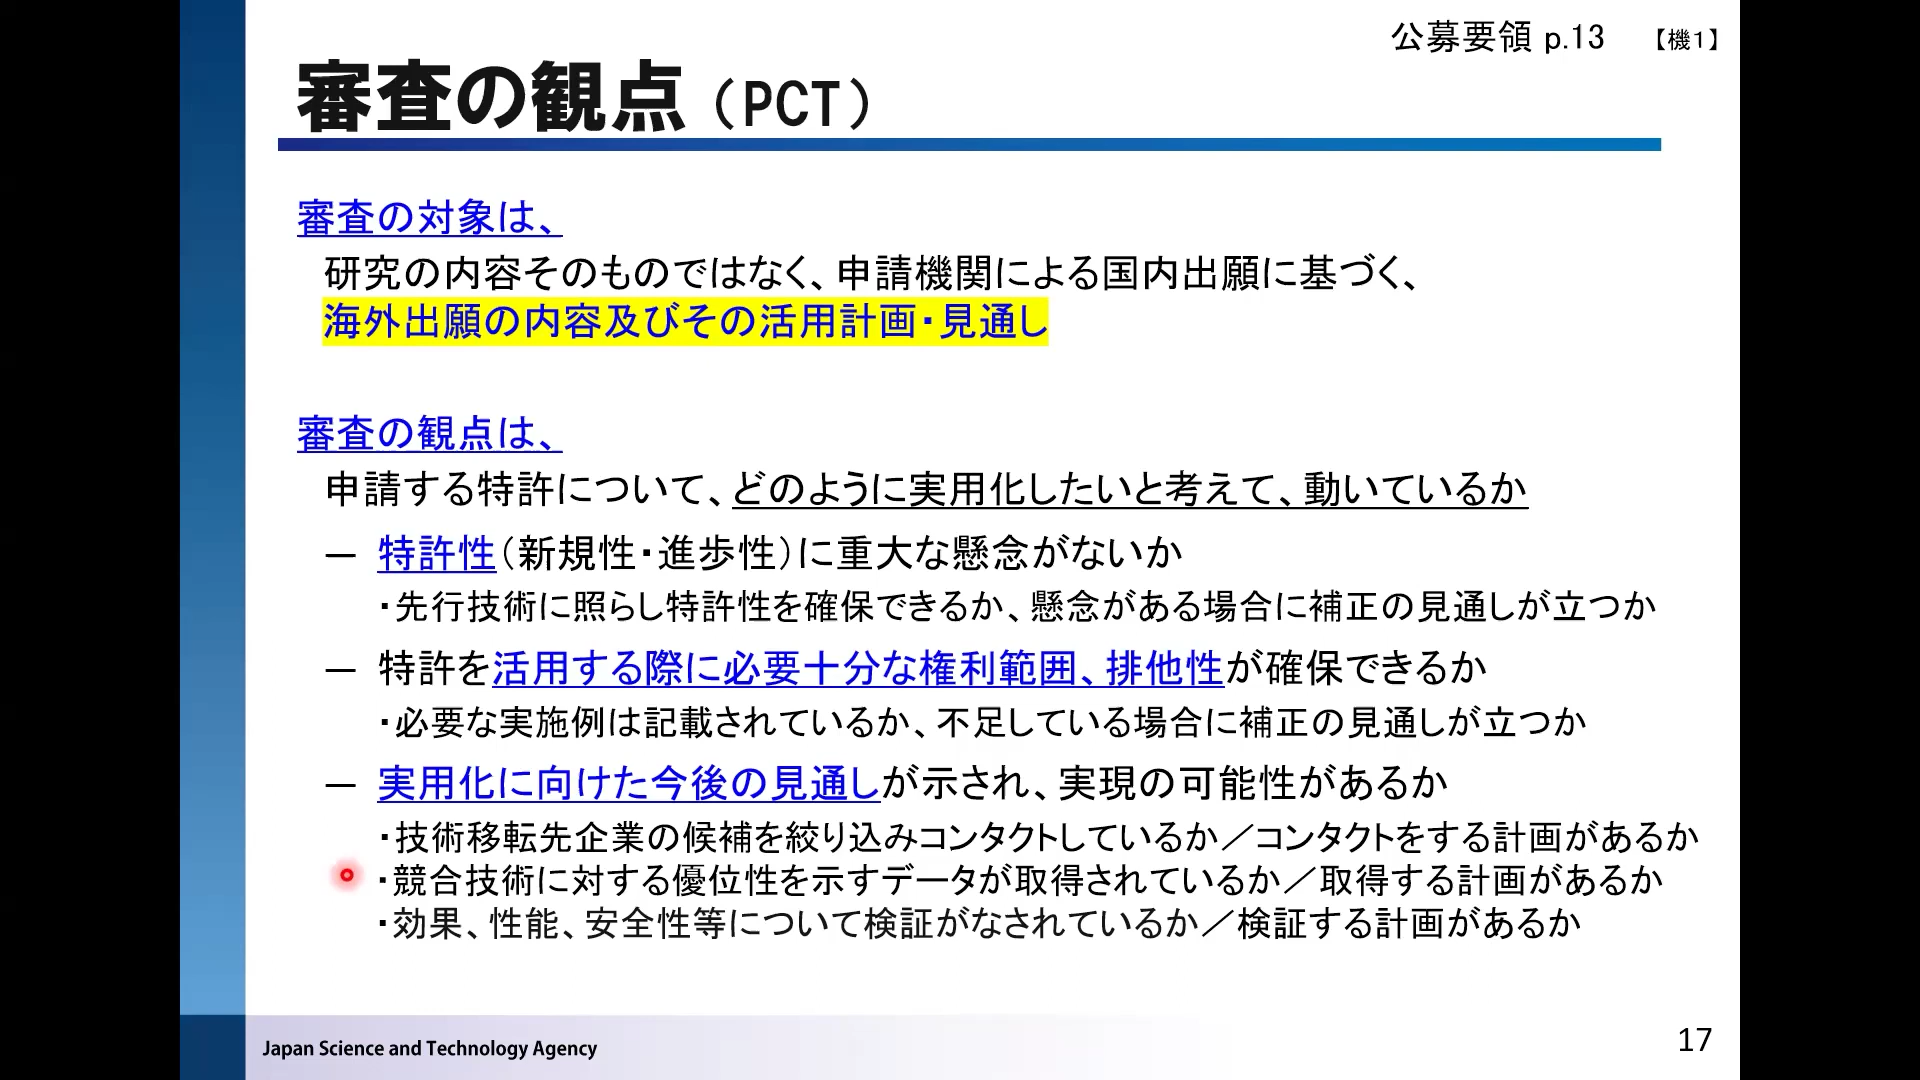 公募要領 p.13 【機1】
審査の観点（PCT）
審査の対象は、
研究の内容そのものではなく、申請機関による国内出願に基づく、
海外出願の内容及びその活用計画・見通し
審査の観点は、
申請する特許について、どのように実用化したいと考えて、動いているか
― 特許性（新規性・進歩性）に重大な懸念がないか
・先行技術に照らし特許性を確保できるか、懸念がある場合に補正の見通しが立つか
― 特許を活用する際に必要十分な権利範囲、排他性が確保できるか
・必要な実施例は記載されているか、不足している場合に補正の見通しが立つか
― 実用化に向けた今後の見通しが示され、実現の可能性があるか
・技術移転先企業の候補を絞り込みコンタクトしているか／コンタクトをする計画があるか
・競合技術に対する優位性を示すデータが取得されているか／取得する計画があるか
・効果、性能、安全性等について検証がなされているか／検証する計画があるか
Japan Science and Technology Agency
17